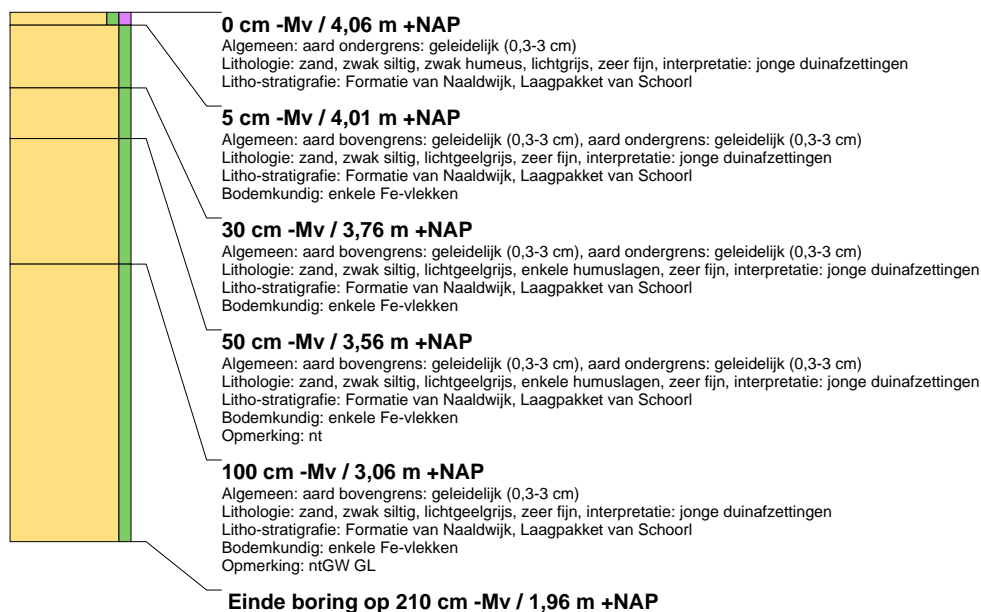 0 cm -Mv / 4,06 m +NAP
Algemeen: aard ondergrens: geleidelijk (0,3-3 cm)
Lithologie: zand, zwak siltig, zwak humeus, lichtgrijs, zeer fijn, interpretatie: jonge duinafzettingen
Litho-stratigrafie: Formatie van Naaldwijk, Laagpakket van Schoorl
5 cm -Mv / 4,01 m +NAP
Algemeen: aard bovengrens: geleidelijk (0,3-3 cm), aard ondergrens: geleidelijk (0,3-3 cm)
Lithologie: zand, zwak siltig, lichtgeelgrijs, zeer fijn, interpretatie: jonge duinafzettingen
Litho-stratigrafie: Formatie van Naaldwijk, Laagpakket van Schoorl
Bodemkundig: enkele Fe-vlekken
30 cm -Mv / 3,76 m +NAP
Algemeen: aard bovengrens: geleidelijk (0,3-3 cm), aard ondergrens: geleidelijk (0,3-3 cm)
Lithologie: zand, zwak siltig, lichtgeelgrijs, enkele humuslagen, zeer fijn, interpretatie: jonge duinafzettingen
Litho-stratigrafie: Formatie van Naaldwijk, Laagpakket van Schoorl
Bodemkundig: enkele Fe-vlekken
50 cm -Mv / 3,56 m +NAP
Algemeen: aard bovengrens: geleidelijk (0,3-3 cm), aard ondergrens: geleidelijk (0,3-3 cm)
Lithologie: zand, zwak siltig, lichtgeelgrijs, enkele humuslagen, zeer fijn, interpretatie: jonge duinafzettingen
Litho-stratigrafie: Formatie van Naaldwijk, Laagpakket van Schoorl
Bodemkundig: enkele Fe-vlekken
Opmerking: nt
100 cm -Mv / 3,06 m +NAP
Algemeen: aard bovengrens: geleidelijk (0,3-3 cm)
Lithologie: zand, zwak siltig, lichtgeelgrijs, zeer fijn, interpretatie: jonge duinafzettingen
Litho-stratigrafie: Formatie van Naaldwijk, Laagpakket van Schoorl
Bodemkundig: enkele Fe-vlekken
Opmerking: ntGW GL
Einde boring op 210 cm -Mv / 1,96 m +NAP